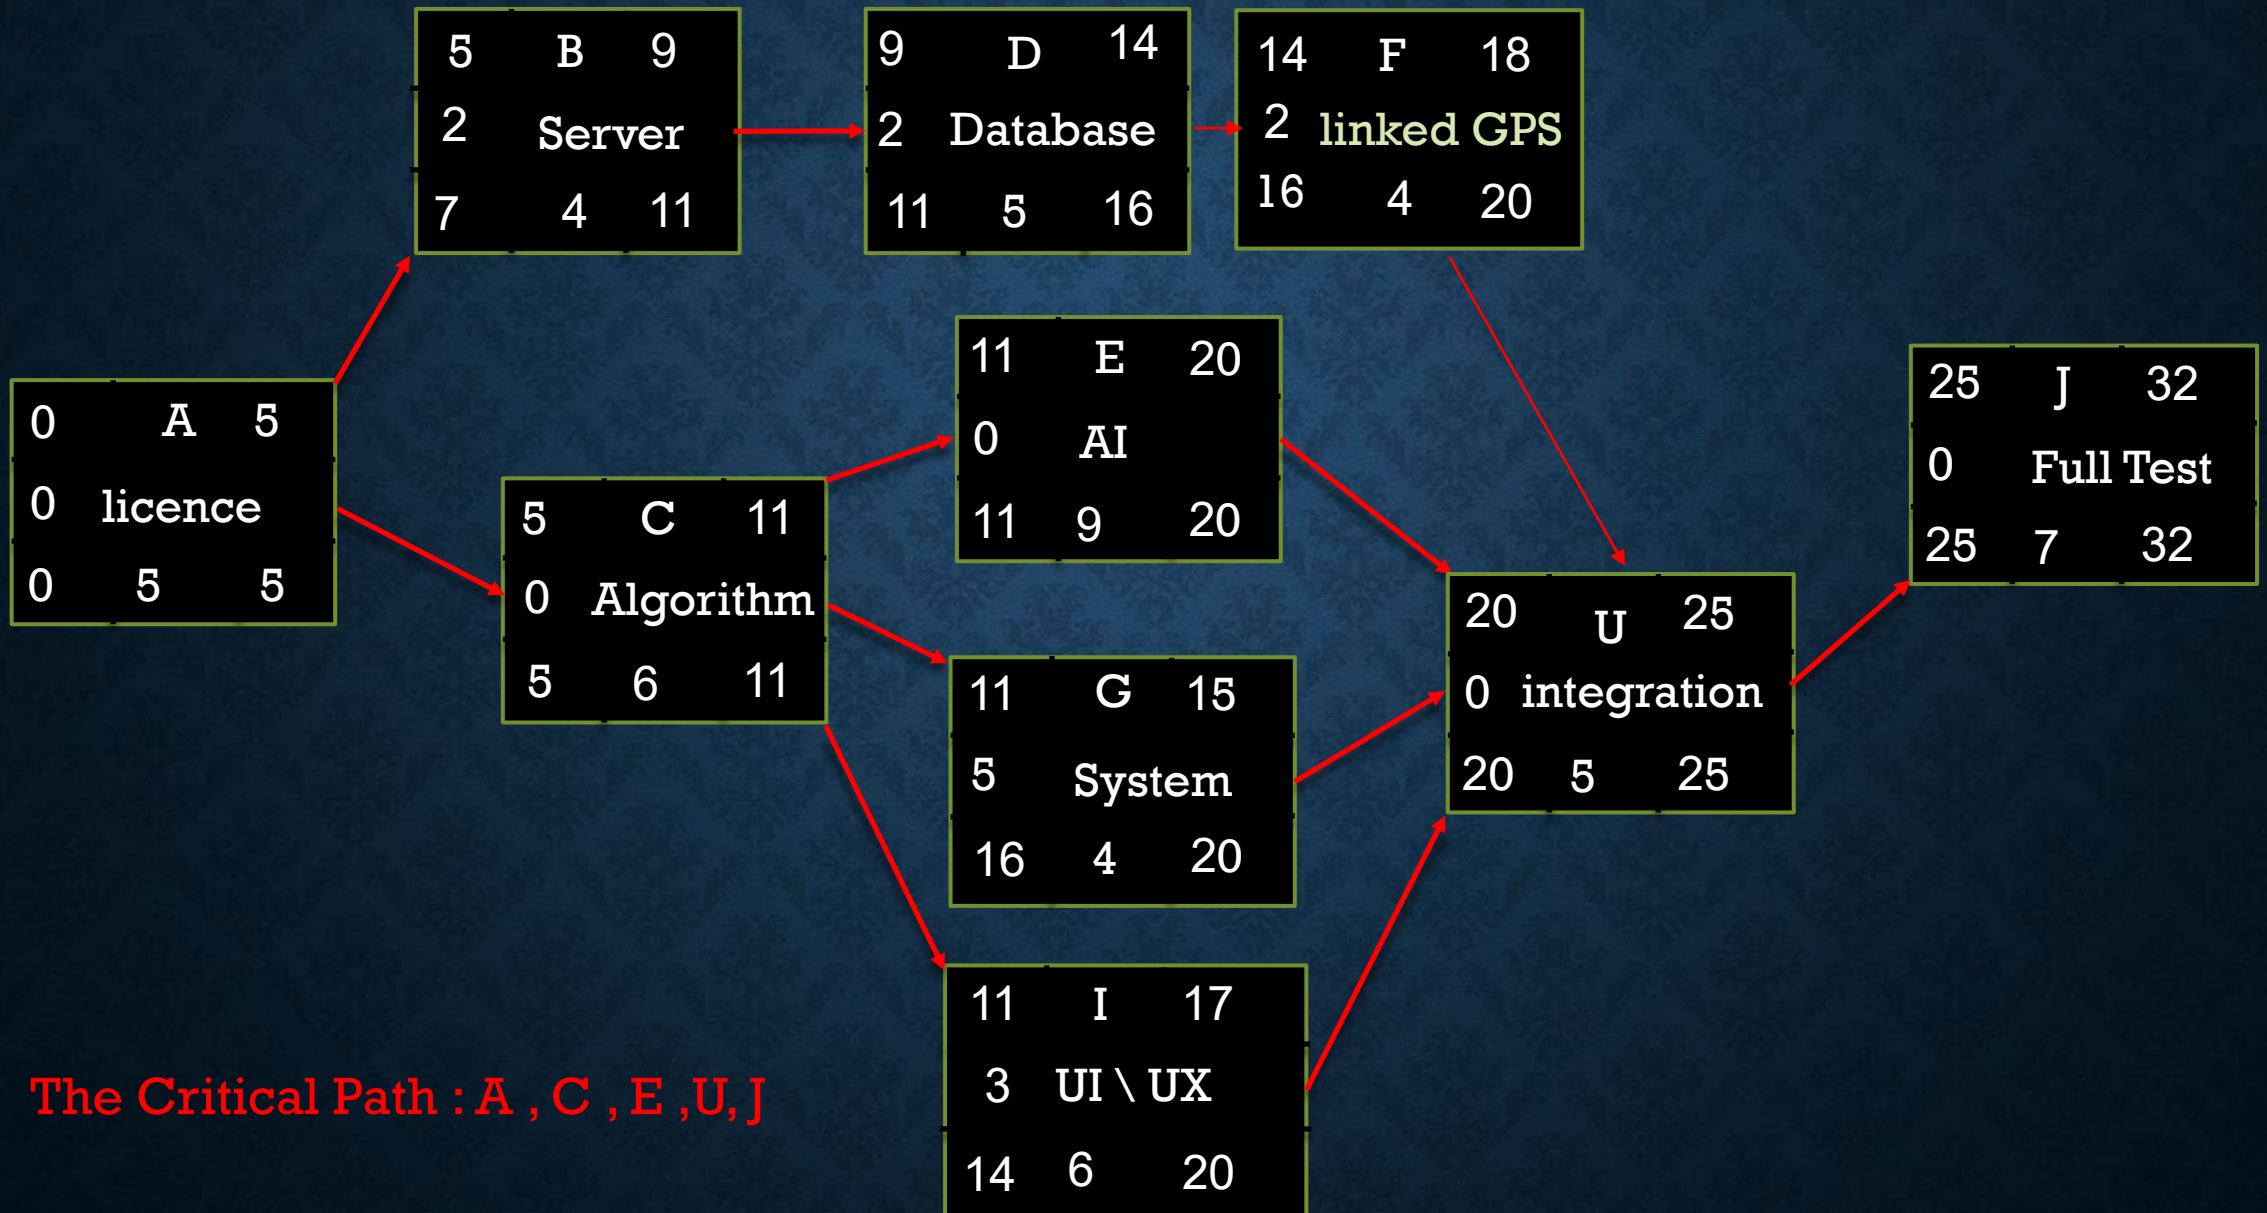 5 B 9
2 Server
7 4 11
9 D 14
2 Database
11 5 16
14 F 18
2 linked GPS
16 4 20
0 A 5
0 licence
0 5 5
5 C 11
0 Algorithm
5 6 11
11 E 20
0 AI
11 9 20
11 G 15
5 System
16 4 20
11 I 17
3 UI \ UX
14 6 20
20 U 25
0 integration
20 5 25
25 J 32
0 Full Test
25 7 32
The Critical Path : A , C , E ,U, J